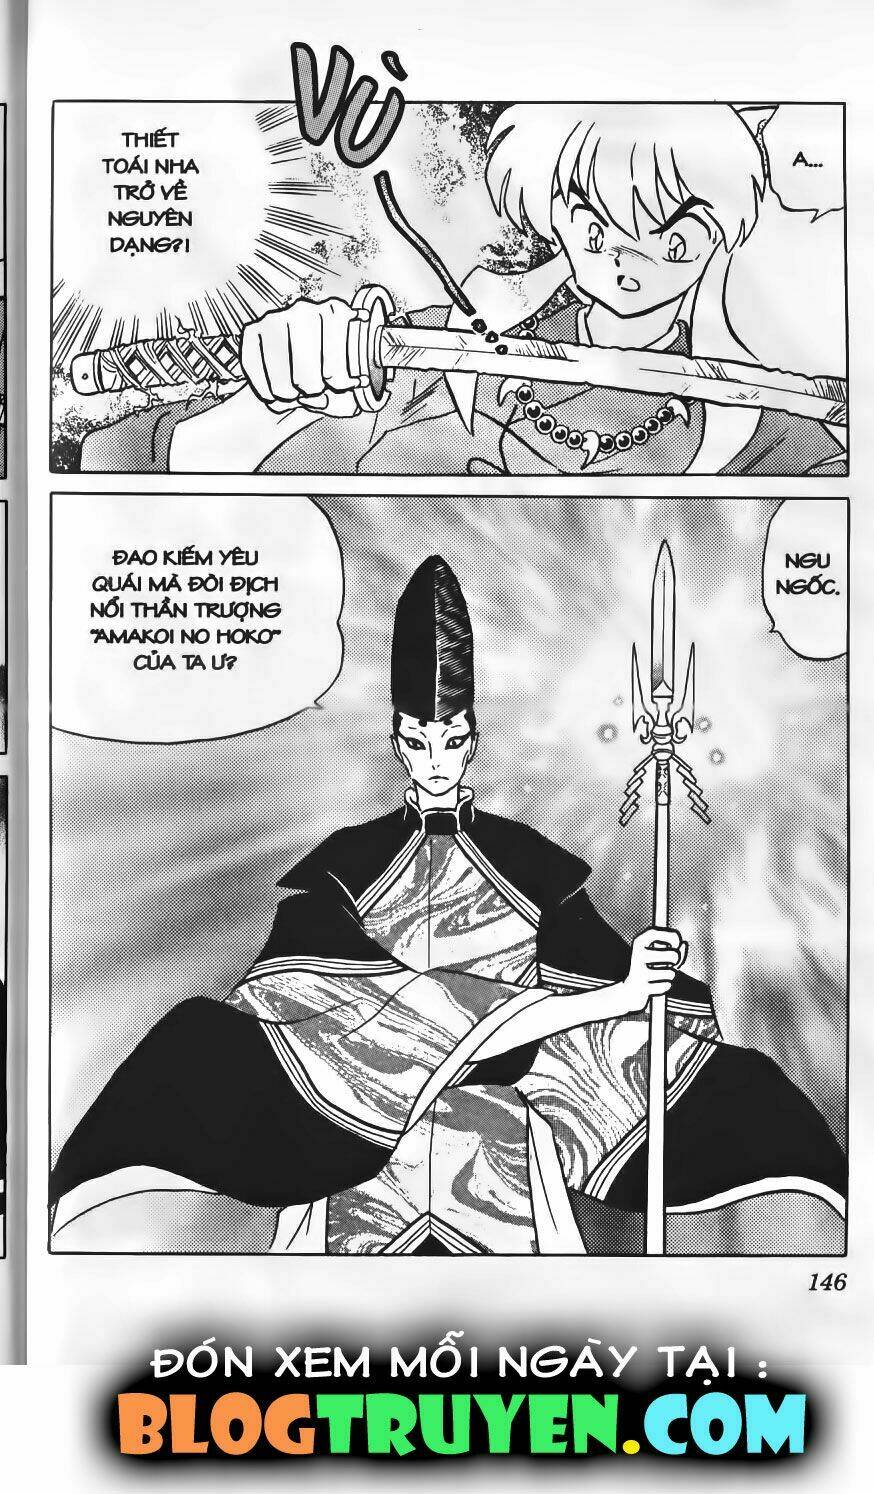 VÙ
THIẾT
TOÁI NHA
TRỞ VỀ
NGUYÊN
DẠNG?!
A...
ĐAO KIẾM YÊU
QUÁI MÀ ĐÒI ĐỊCH
NỔI THẦN TRƯỢNG
"AMAKOI NO HOKO"
CỦA TA Ư?
NGU
NGỐC.
146
ĐÓN XEM MỖI NGÀY TẠI :
BLOGTRUYEN.COM